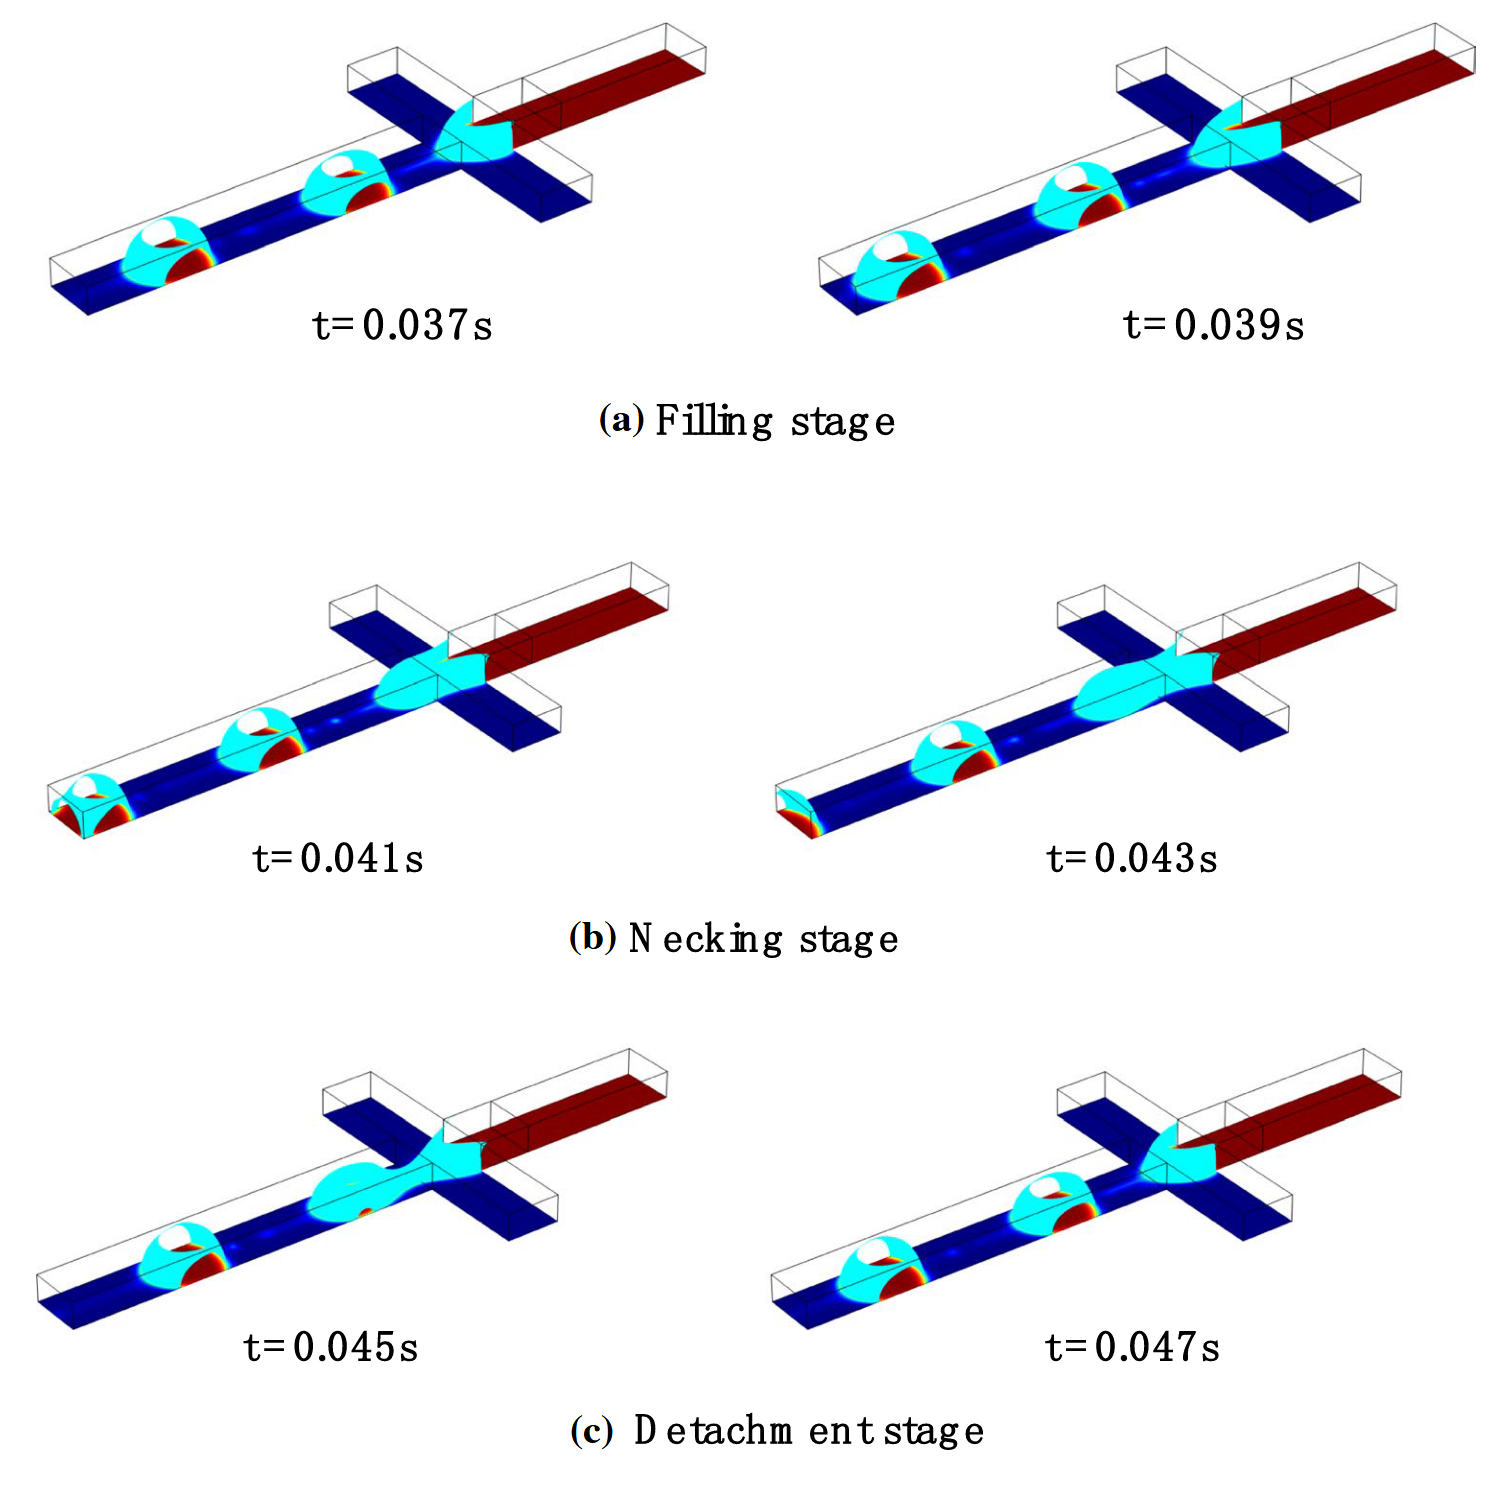 t=0.037s
t=0.039s
(a) Filling stage
t=0.041s
t=0.043s
(b) Necking stage
t=0.045s
t=0.047s
(c) Detachment stage